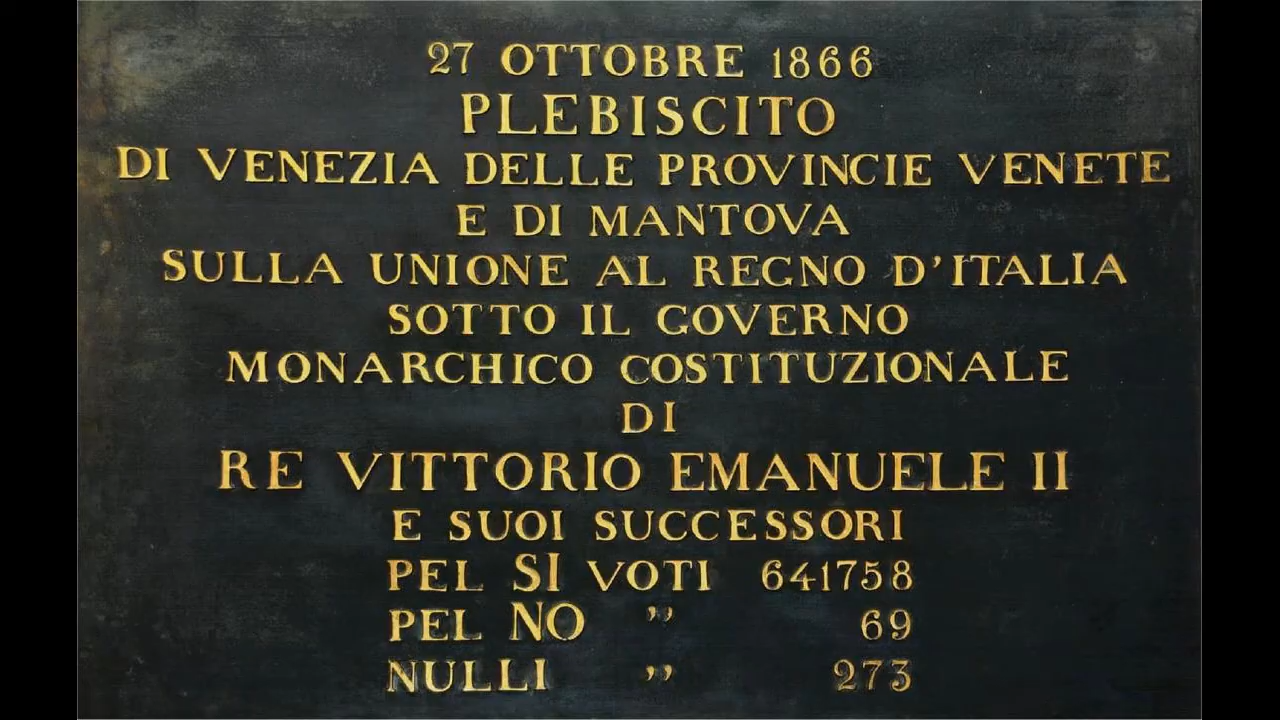 27 OTTOBRE 1866
PLEBISCITO
DI VENEZIA DELLE PROVINCIE VENETE
E DI MANTOVA
SULLA UNIONE AL REGNO D'ITALIA
SOTTO IL GOVERNO
MONARCHICO COSTITUZIONALE
DI
RE VITTORIO EMANUELE II
E SUOI SUCCESSORI
PEL SI VOTI 641758
PEL NO ” 69
NULLI ” 273